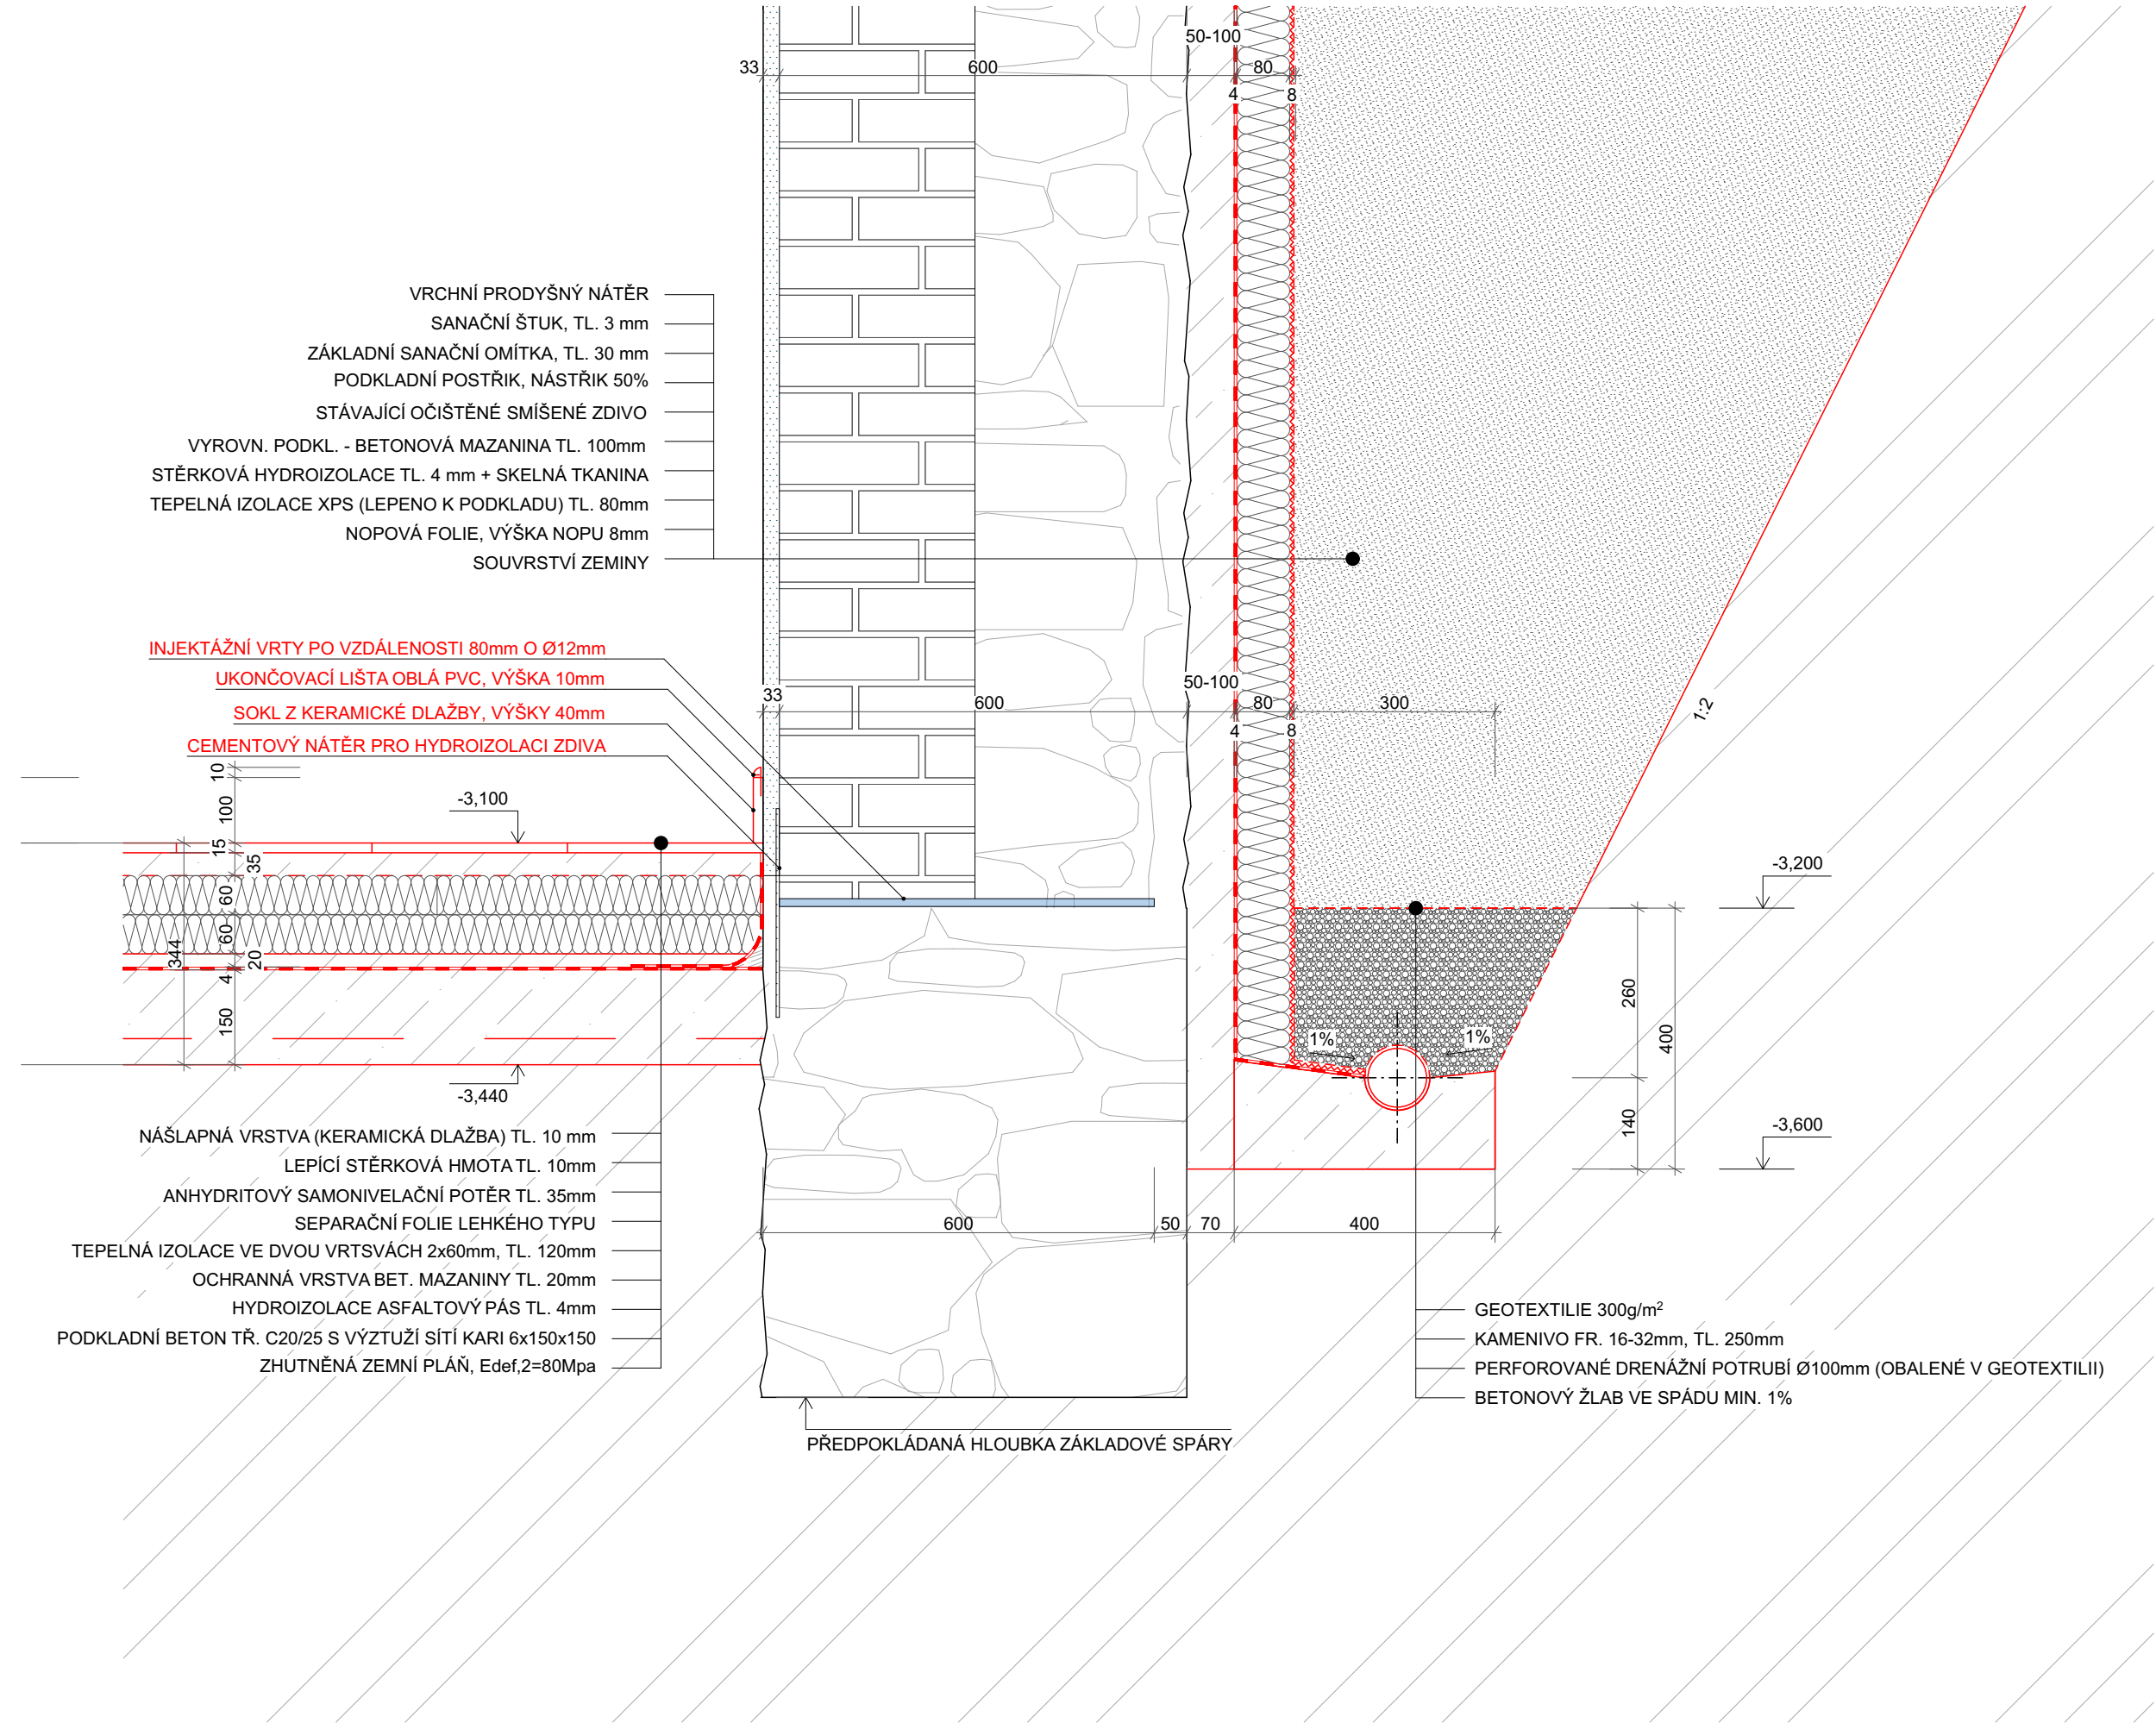 50-100
33
600
80
4
8
VRCHNÍ PRODYŠNÝ NÁTĚR
SANAČNÍ ŠTUK, TL. 3 mm
ZÁKLADNÍ SANAČNÍ OMÍTKA, TL. 30 mm
PODKLADNÍ POSTŘIK, NÁSTŘIK 50%
STÁVAJÍCÍ OČIŠTĚNÉ SMÍŠENÉ ZDIVO
VYROVN. PODKL. - BETONOVÁ MAZANINA TL. 100mm
STĚRKOVÁ HYDROIZOLACE TL. 4 mm + SKELNÁ TKANINA
TEPELNÁ IZOLACE XPS (LEPENO K PODKLADU) TL. 80mm
NOPOVÁ FOLIE, VÝŠKA NOPU 8mm
SOUVRSTVÍ ZEMINY
INJEKTÁŽNÍ VRTY PO VZDÁLENOSTI 80mm O Ø12mm
UKONČOVACÍ LIŠTA OBLÁ PVC, VÝŠKA 10mm
SOKL Z KERAMICKÉ DLAŽBY, VÝŠKY 40mm
CEMENTOVÝ NÁTĚR PRO HYDROIZOLACI ZDIVA
33
600
50-100
80
300
4
8
1:2
10
100
15
35
60
60
20
4
150
344
-3,100
-3,440
-3,200
-3,600
1%
1%
260
140
400
NÁŠLAPNÁ VRSTVA (KERAMICKÁ DLAŽBA) TL. 10 mm
LEPÍCÍ STĚRKOVÁ HMOTA TL. 10mm
ANHYDRITOVÝ SAMONIVELAČNÍ POTĚR TL. 35mm
SEPARAČNÍ FOLIE LEHKÉHO TYPU
TEPELNÁ IZOLACE VE DVOU VRTSVÁCH 2x60mm, TL. 120mm
OCHRANNÁ VRSTVA BET. MAZANINY TL. 20mm
HYDROIZOLACE ASFALTOVÝ PÁS TL. 4mm
PODKLADNÍ BETON TŘ. C20/25 S VÝZTUŽÍ SÍTÍ KARI 6x150x150
ZHUTNĚNÁ ZEMNÍ PLÁŇ, Edef,2=80Mpa
600
50
70
400
GEOTEXTILIE 300g/m²
KAMENIVO FR. 16-32mm, TL. 250mm
PERFOROVANÉ DRENÁŽNÍ POTRUBÍ Ø100mm (OBALENÉ V GEOTEXTILII)
BETONOVÝ ŽLAB VE SPÁDU MIN. 1%
PŘEDPOKLÁDANÁ HLOUBKA ZÁKLADOVÉ SPÁRY